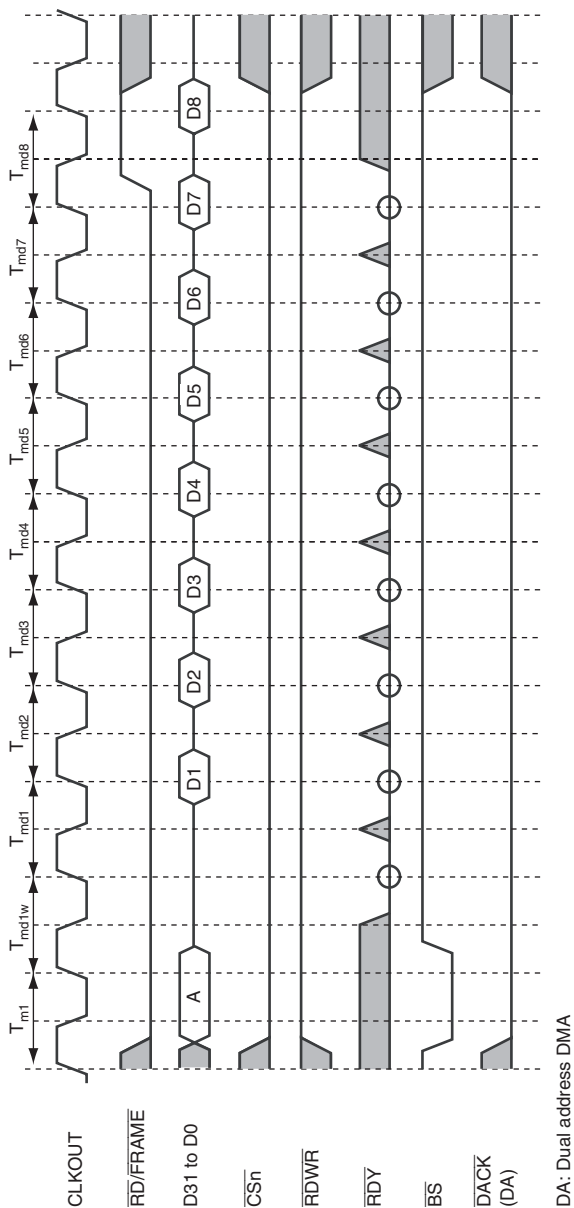 Tm1 Tmd1w Tmd1 Tmd2 Tmd3 Tmd4 Tmd5 Tmd6 Tmd7 Tmd8
CLKOUT
RD/FRAME
D31 to D0 A D1 D2 D3 D4 D5 D6 D7 D8
CSn
RDWR
RDY
BS
DACK
(DA)
DA: Dual address DMA